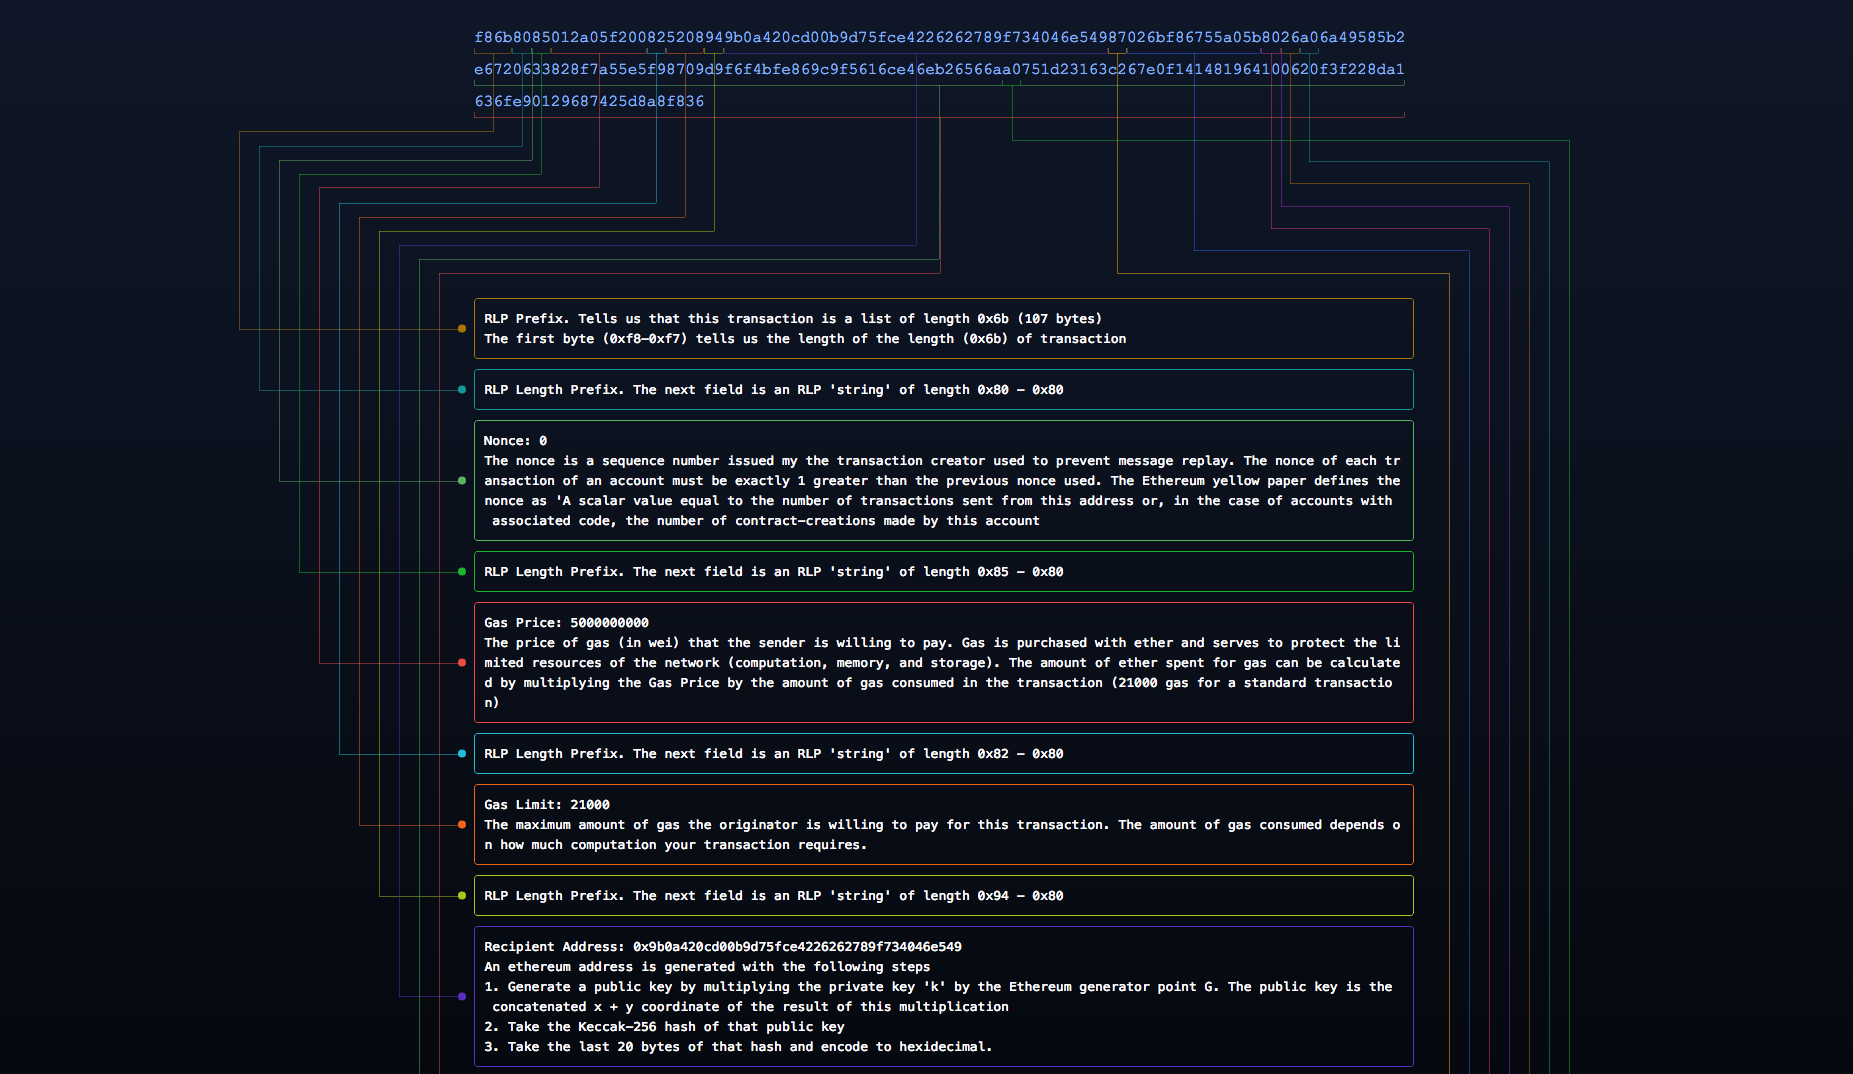 f86b8085012a05f200825208949b0a420cd00b9d75fce4226262789f734046e54987026bf86755a05b8026a06a49585b2
e6720633828f7a55e5f98709d9f6f4bfe869c9f5616ce46eb26566aa0751d23163c267e0f1414819641006​20f3f228da1
636fe90129687425d8a8f836
RLP Prefix. Tells us that this transaction is a list of length 0x6b (107 bytes)
The first byte (0xf8–0xf7) tells us the length of the length (0x6b) of transaction
RLP Length Prefix. The next field is an RLP 'string' of length 0x80 – 0x80
Nonce: 0
The nonce is a sequence number issued my the transaction creator used to prevent message replay. The nonce of each tr
ansaction of an account must be exactly 1 greater than the previous nonce used. The Ethereum yellow paper defines the
nonce as 'A scalar value equal to the number of transactions sent from this address or, in the case of accounts with
associated code, the number of contract–creations made by this account
RLP Length Prefix. The next field is an RLP 'string' of length 0x85 – 0x80
Gas Price: 5000000000
The price of gas (in wei) that the sender is willing to pay. Gas is purchased with ether and serves to protect the li
mited resources of the network (computation, memory, and storage). The amount of ether spent for gas can be calculate
d by multiplying the Gas Price by the amount of gas consumed in the transaction (21000 gas for a standard transactio
n)
RLP Length Prefix. The next field is an RLP 'string' of length 0x82 – 0x80
Gas Limit: 21000
The maximum amount of gas the originator is willing to pay for this transaction. The amount of gas consumed depends o
n how much computation your transaction requires.
RLP Length Prefix. The next field is an RLP 'string' of length 0x94 – 0x80
Recipient Address: 0x9b0a420cd00b9d75fce4226262789f734046e549
An ethereum address is generated with the following steps
1. Generate a public key by multiplying the private key 'k' by the Ethereum generator point G. The public key is the
concatenated x + y coordinate of the result of this multiplication
2. Take the Keccak–256 hash of that public key
3. Take the last 20 bytes of that hash and encode to hexidecimal.